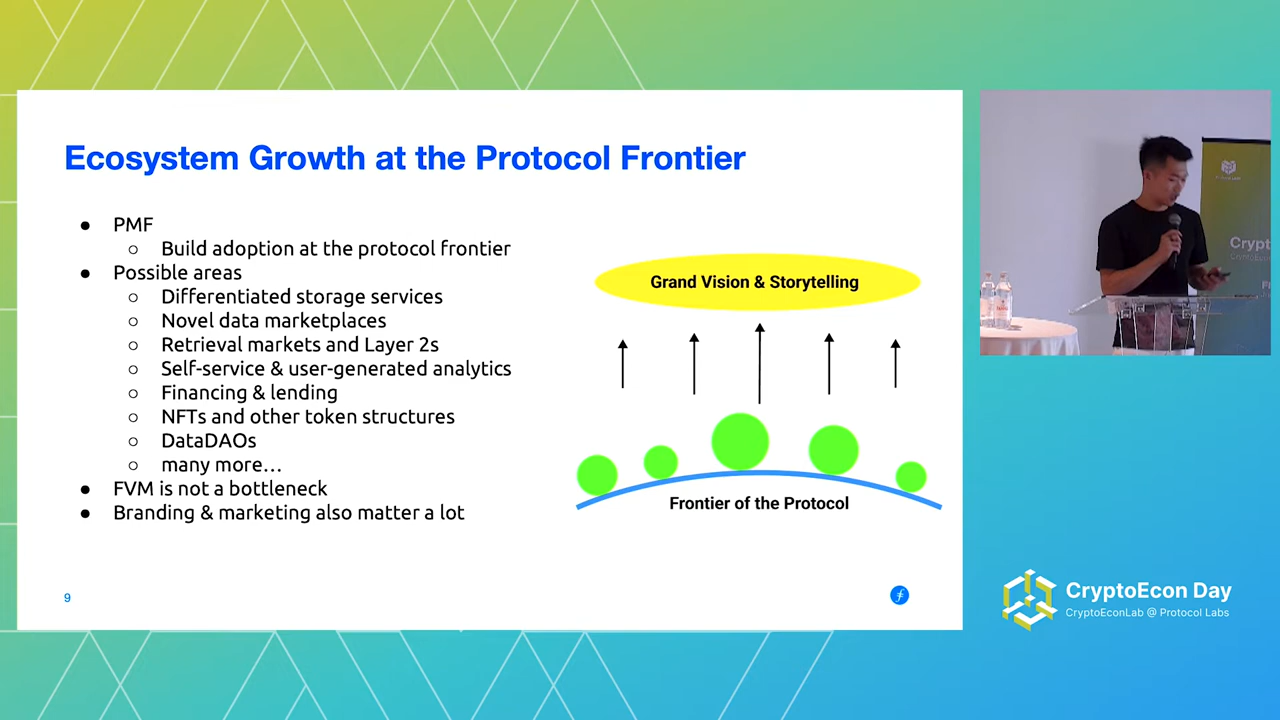 Ecosystem Growth at the Protocol Frontier
● PMF
○ Build adoption at the protocol frontier
● Possible areas
○ Differentiated storage services
○ Novel data marketplaces
○ Retrieval markets and Layer 2s
○ Self-service & user-generated analytics
○ Financing & lending
○ NFTs and other token structures
○ DataDAOs
○ many more…
● FVM is not a bottleneck
● Branding & marketing also matter a lot
Grand Vision & Storytelling
Frontier of the Protocol
9
CryptoEcon Day
CryptoEconLab @ Protocol Labs